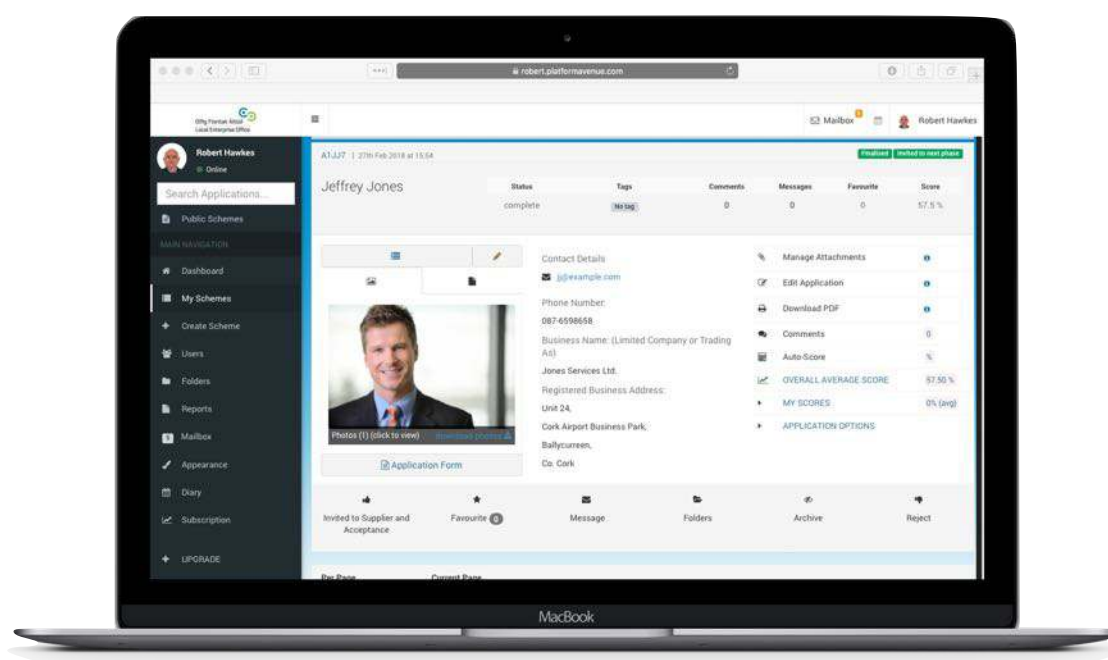 robert.platformavenue.com
Oifig Fiontair Áitiúil
Local Enterprise Office
Mailbox
Robert Hawkes
Robert Hawkes
Online
Search Applications...
Public Schemes
MAIN NAVIGATION
Dashboard
My Schemes
Create Scheme
Users
Folders
Reports
Mailbox
Appearance
Diary
Subscription
UPGRADE
A1JJ7 | 27th Feb 2018 at 15:54
Finalised
Invited to next phase
Jeffrey Jones
Status Tags Comments Messages Favourite Score
complete No tag 0 0 0 57.5 %
Photos (1) (click to view) download photos
Application Form
Contact Details
jj@example.com
Phone Number:
087-6598658
Business Name: (Limited Company or Trading
As)
Jones Services Ltd.
Registered Business Address:
Unit 24,
Cork Airport Business Park,
Ballycurreen,
Co. Cork
Manage Attachments
Edit Application
Download PDF
Comments 0
Auto-Score %
OVERALL AVERAGE SCORE 57.50 %
MY SCORES 0% (avg)
APPLICATION OPTIONS
Invited to Supplier and
Acceptance
Favourite 0
Message
Folders
Archive
Reject
Per Page Current Page
MacBook